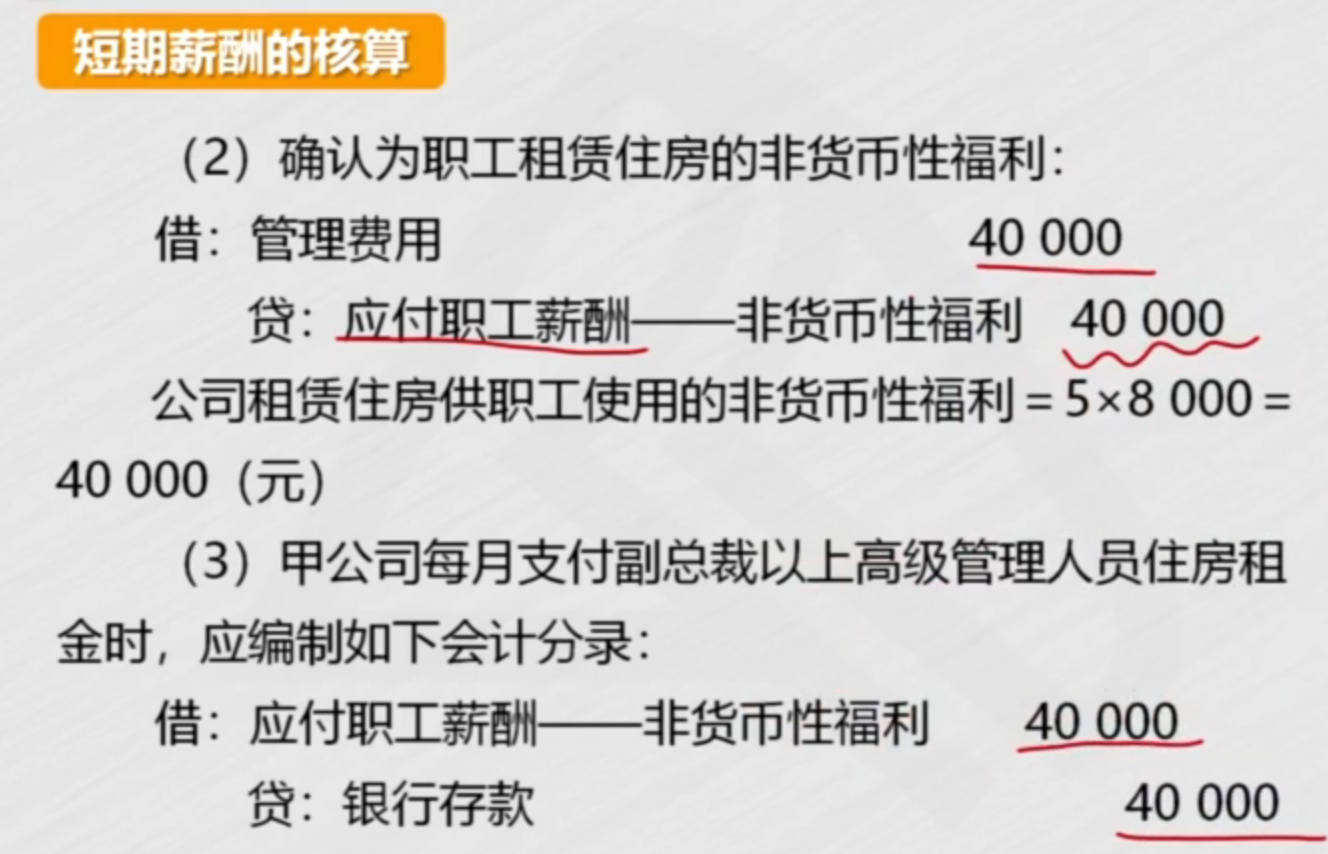 短期薪酬的核算
（2）确认为职工租赁住房的非货币性福利：
借：管理费用 40 000
贷：应付职工薪酬——非货币性福利 40 000
公司租赁住房供职工使用的非货币性福利＝5×8 000＝
40 000（元）
（3）甲公司每月支付副总裁以上高级管理人员住房租
金时，应编制如下会计分录：
借：应付职工薪酬——非货币性福利 40 000
贷：银行存款 40 000